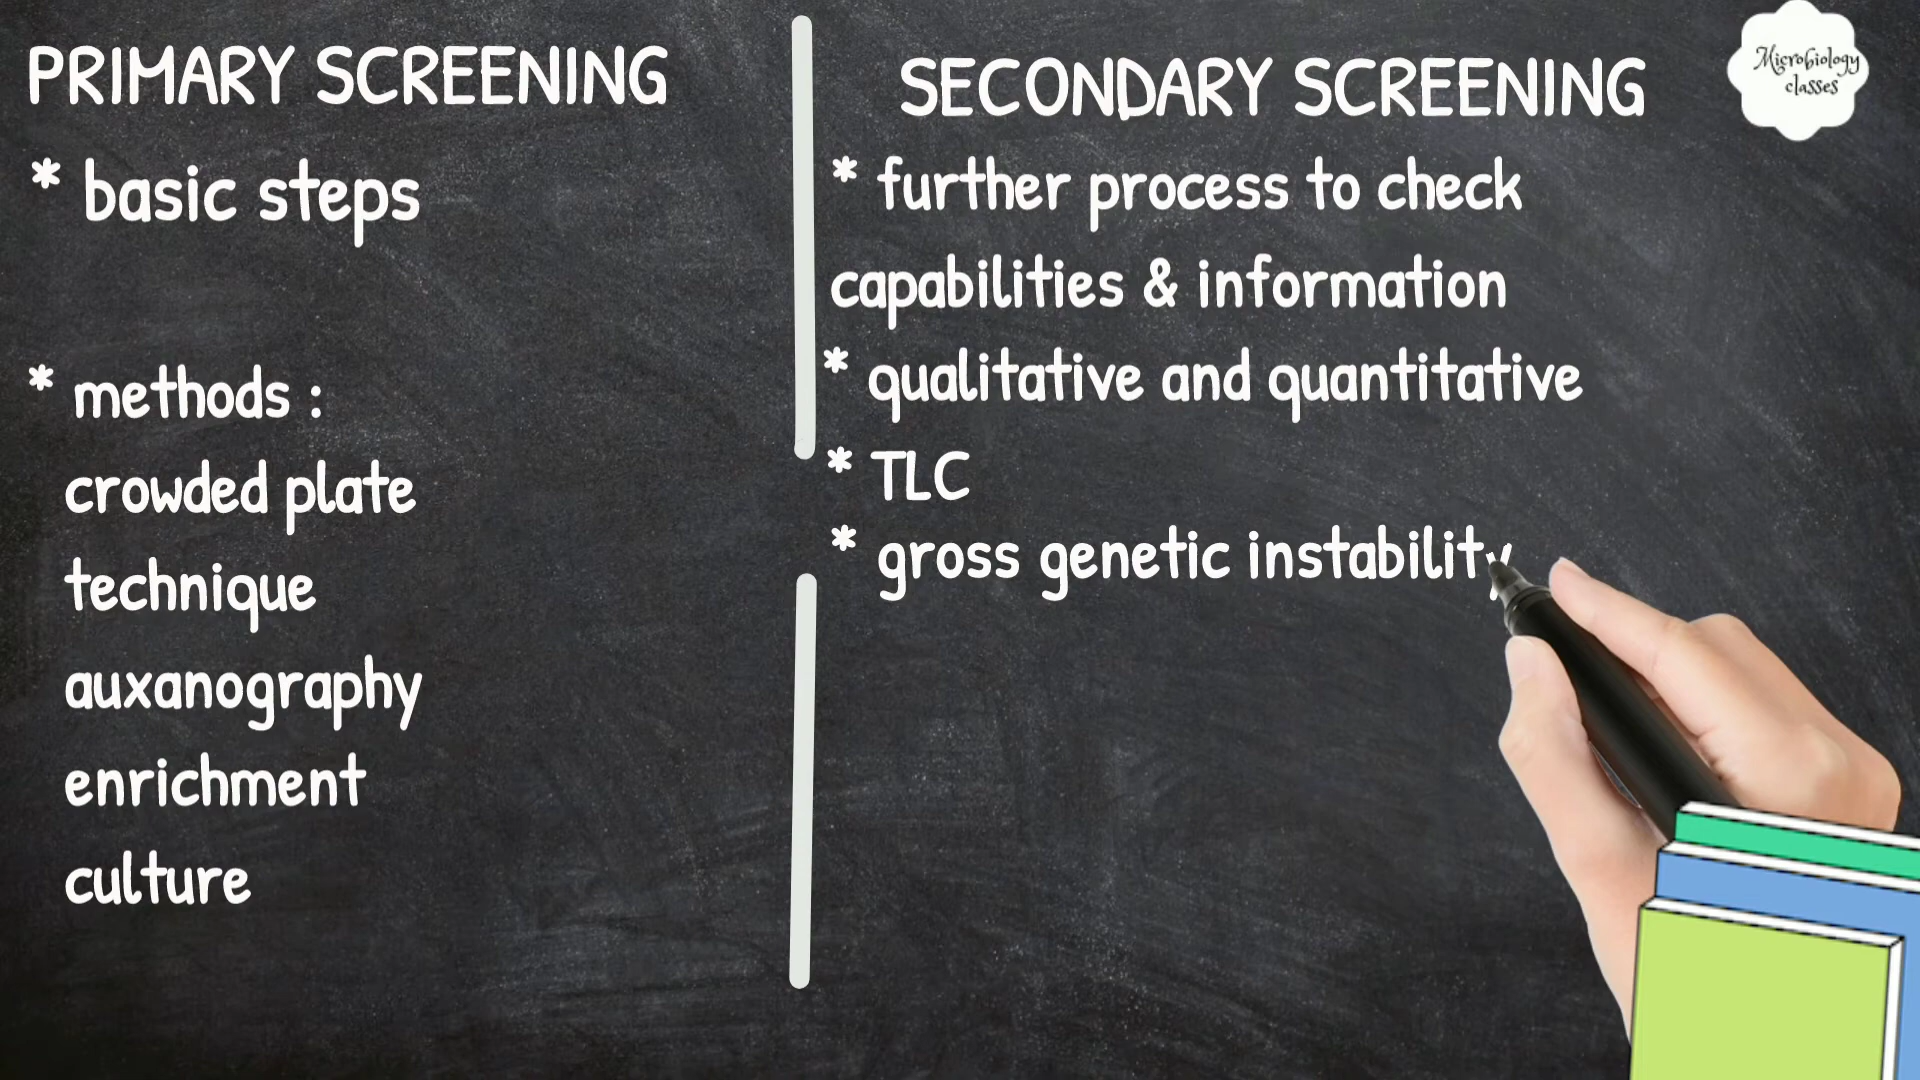 PRIMARY SCREENING
* basic steps
* methods :
crowded plate
technique
auxanography
enrichment
culture
SECONDARY SCREENING
* further process to check
capabilities & information
* qualitative and quantitative
* TLC
* gross genetic instability
Microbiology
classes